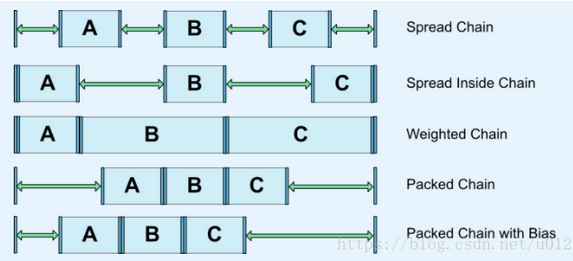 A B C Spread Chain
A B C Spread Inside Chain
A B C Weighted Chain
A B C Packed Chain
A B C Packed Chain with Bias
https://blog.csdn.net/u012